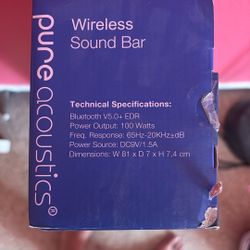 pure acoustics®
Wireless
Sound Bar
Technical Specifications:
Bluetooth V5.0+ EDR
Power Output: 100 Watts
Freq. Response: 65Hz-20KHz±dB
Power Source: DC9V/1.5A
Dimensions: W 81 x D 7 x H 7,4 cm